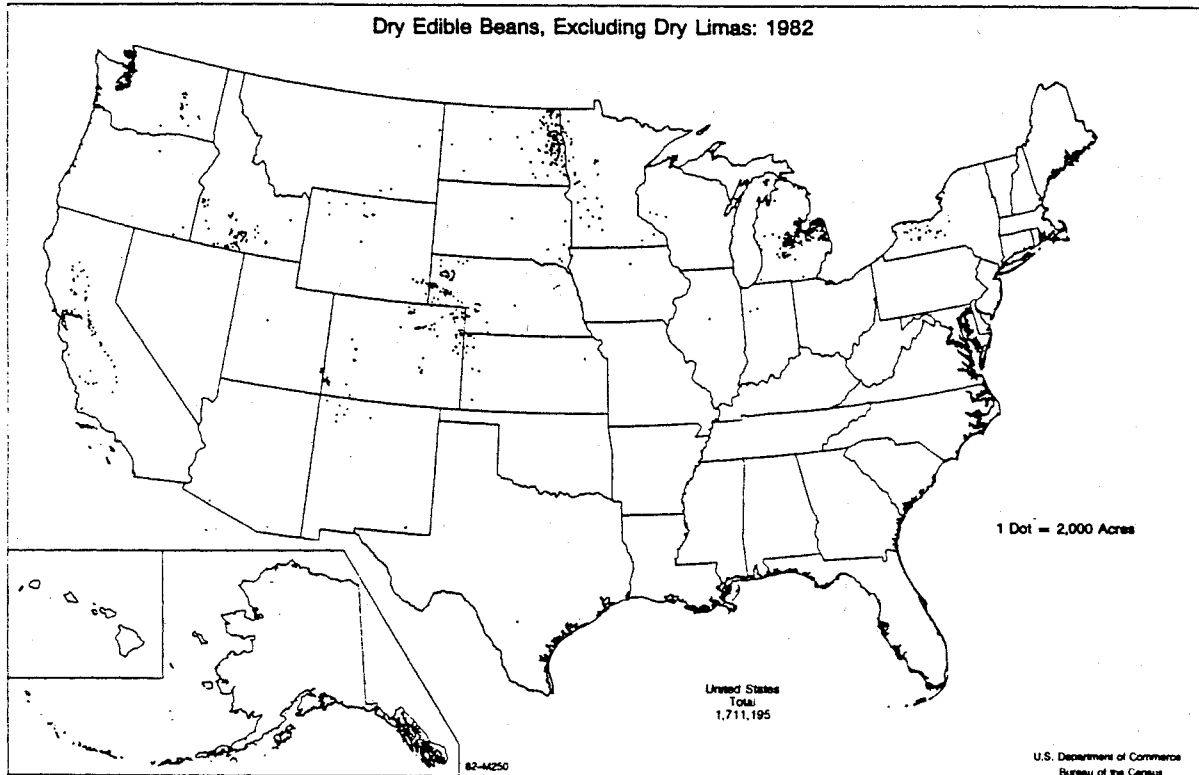 Dry Edible Beans, Excluding Dry Limas: 1982
1 Dot = 2,000 Acres
United States
Total
1,711,195
82-M250
U.S. Department of Commerce
Bureau of the Census